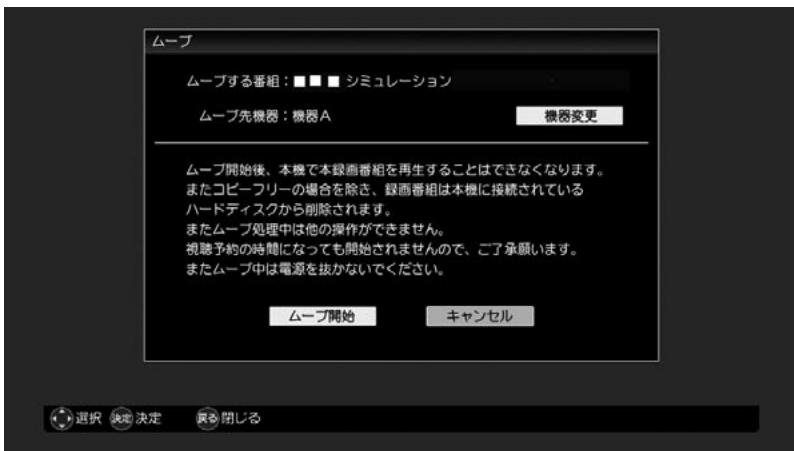 ムーブ
ムーブする番組：■ ■ ■ シミュレーション
ムーブ先機器：機器A
機器変更
ムーブ開始後、本機で本録画番組を再生することはできなくなります。
またコピーフリーの場合を除き、録画番組は本機に接続されている
ハードディスクから削除されます。
またムーブ処理中は他の操作ができません。
視聴予約の時間になっても開始されませんので、ご了承願います。
またムーブ中は電源を抜かないでください。
ムーブ開始
キャンセル
選択 決定 決定 戻る 閉じる